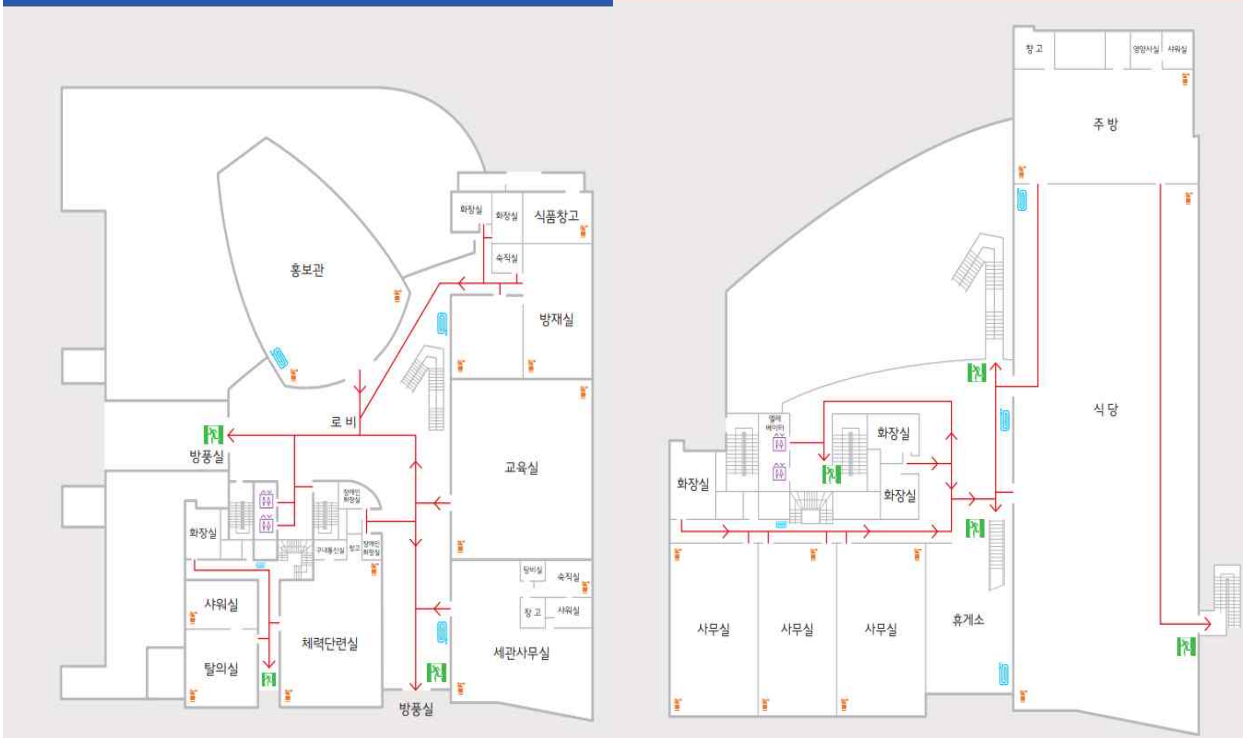 화장실
화장실
식품창고
숙직실
홍보관
방재실
로 비
방풍실
교육실
장애인
화장실
화장실
구내통신실
창고
장애인
화장실
탕비실
숙직실
샤워실
창 고
샤워실
체력단련실
세관사무실
탈의실
방풍실
창 고
영양사실
샤워실
주 방
식 당
엘레
베이터
화장실
화장실
화장실
사무실
사무실
사무실
휴게소